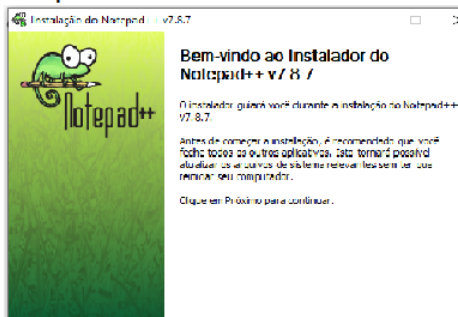 Instalação do Notepad++ v7.8.7
Notepad++
Bem-vindo ao Instalador do
Notepad++ v7.8.7
O instalador guiará você durante a instalação do Notepad++
v7.8.7.
Antes de começar a instalação, é recomendado que você
feche todos os outros aplicativos. Isto tornará possível
atualizar os arquivos de sistema relevantes sem ter que
reiniciar seu computador.
Clique em Próximo para continuar.